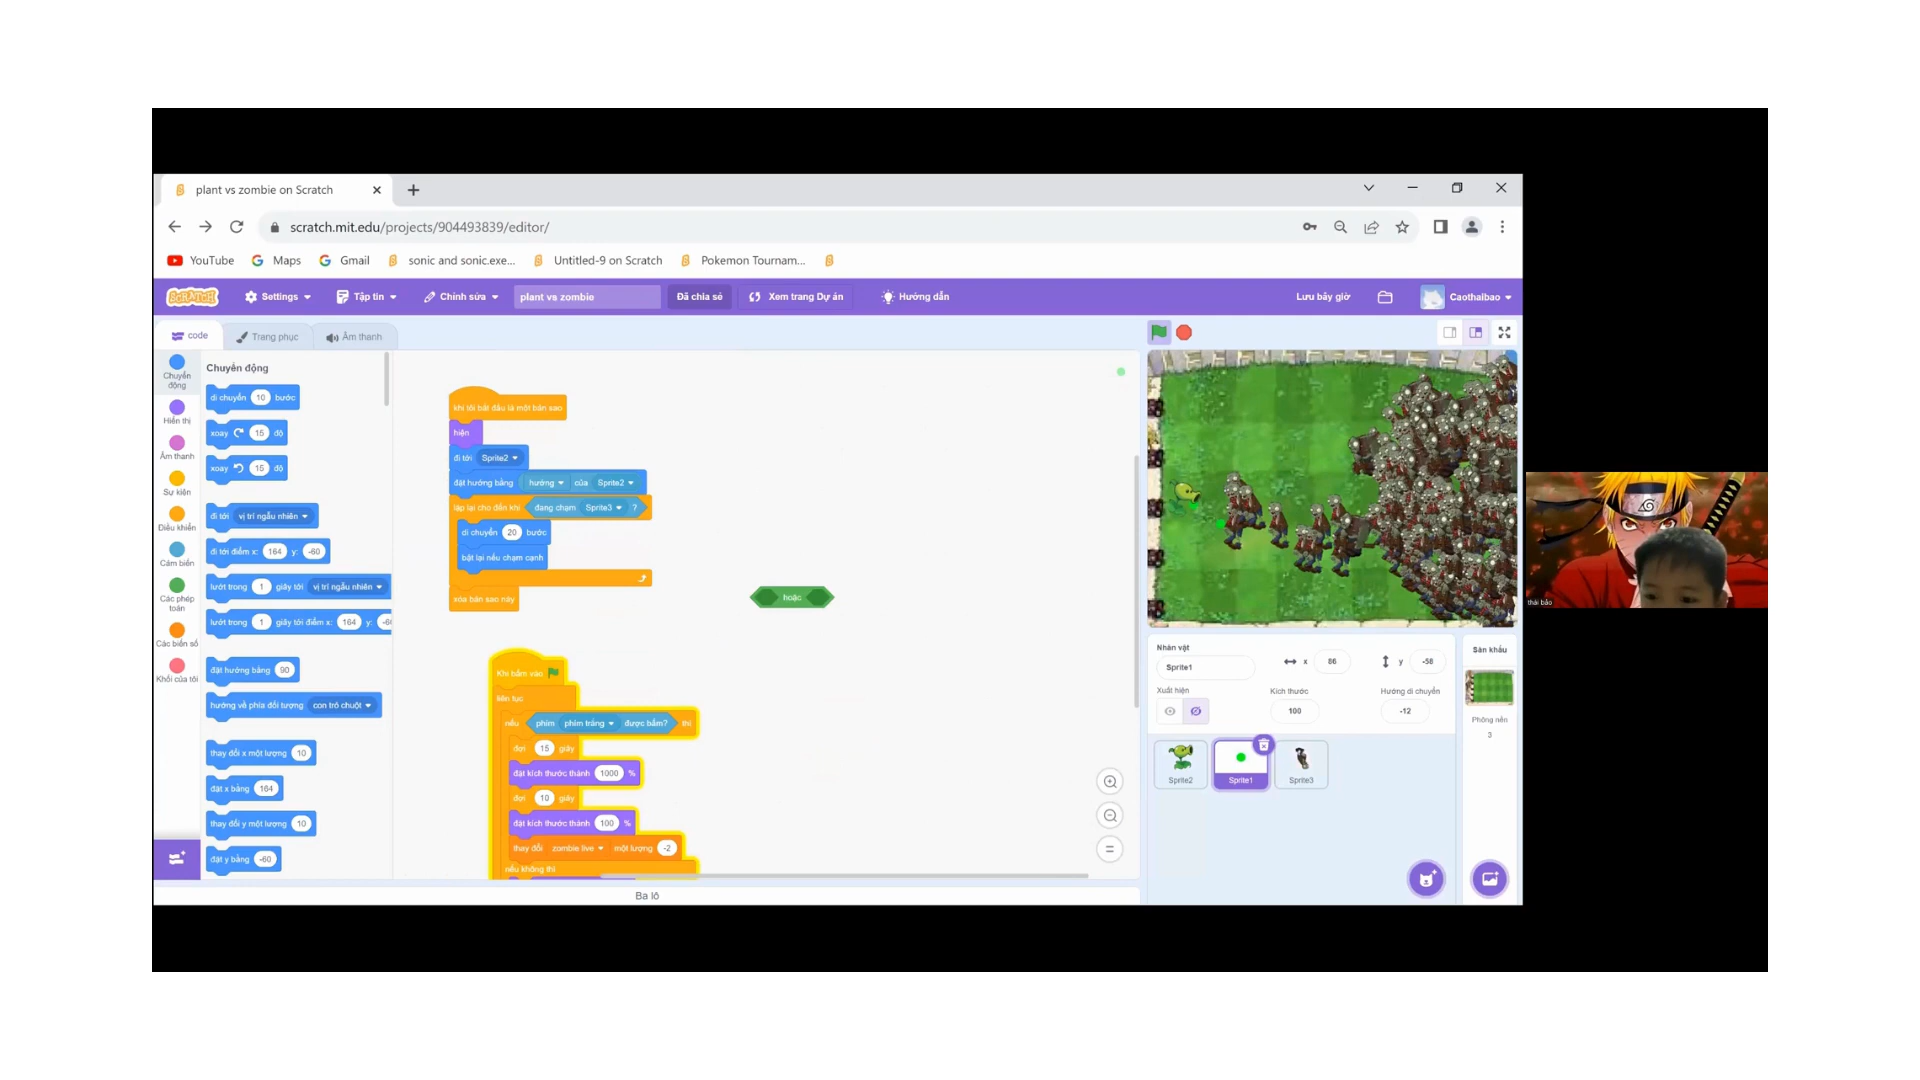 plant vs zombie on Scratch
scratch.mit.edu/projects/904493839/editor/
YouTube
Maps
Gmail
sonic and sonic.exe...
Untitled-9 on Scratch
Pokemon Tournam...
SCRATCH
Settings
Tập tin
Chỉnh sửa
plant vs zombie
Đã chia sẻ
Xem trang Dự án
Hướng dẫn
Lưu bây giờ
Caothaibao
code
Trang phục
Âm thanh
Chuyển động
Hiển thị
Âm thanh
Sự kiện
Điều khiển
Cảm biến
Các phép toán
Các biến số
Khối của tôi
Chuyển động
di chuyển 10 bước
xoay 15 độ
xoay 15 độ
đi tới vị trí ngẫu nhiên
đi tới điểm x: 164 y: -60
lướt trong 1 giây tới vị trí ngẫu nhiên
lướt trong 1 giây tới điểm x: 164 y:
đặt hướng bằng 90
hướng về phía đối tượng con trỏ chuột
thay đổi x một lượng 10
đặt x bằng 164
thay đổi y một lượng 10
đặt y bằng -60
khi tôi bắt đầu là một bản sao
hiện
đi tới Sprite2
đặt hướng bằng hướng của Sprite2
lặp lại cho đến khi đang chạm Sprite3 ?
di chuyển 20 bước
bật lại nếu chạm cạnh
xóa bản sao này
hoặc
Khi bấm vào
liên tục
nếu phím phím trắng được bấm? thì
đợi 15 giây
đặt kích thước thành 1000 %
đợi 10 giây
đặt kích thước thành 100 %
thay đổi zombie live một lượng -2
nếu không thì
Ba lô
Nhân vật
Sprite1
x 86
y -58
Xuất hiện
Kích thước
100
Hướng di chuyển
-12
Sprite2
Sprite1
Sprite3
Sân khấu
Phông nền
3
thái bảo